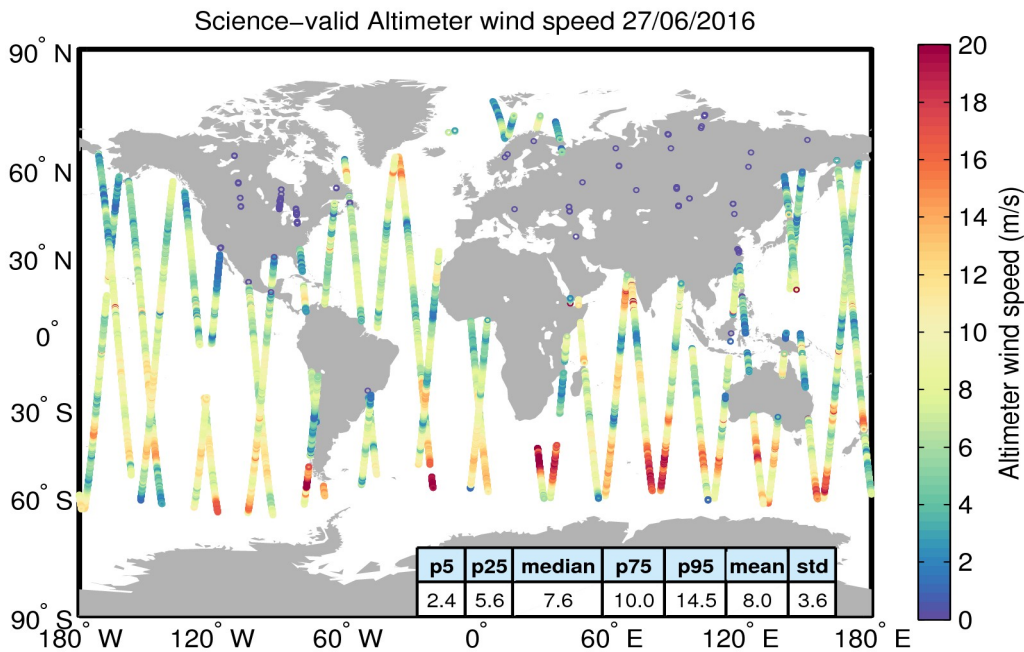 Science−valid Altimeter wind speed 27/06/2016
90° N
60° N
30° N
0°
30° S
60° S
90° S
180° W
120° W
60° W
0°
60° E
120° E
180° E
p5 p25 median p75 p95 mean std
2.4 5.6 7.6 10.0 14.5 8.0 3.6
20
18
16
14
12
10
8
6
4
2
0
Altimeter wind speed (m/s)